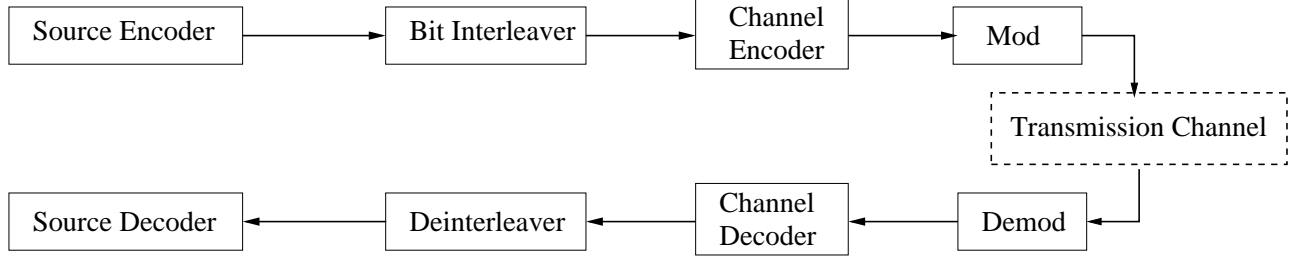 Source Encoder
Bit Interleaver
Channel
Encoder
Mod
Transmission Channel
Source Decoder
Deinterleaver
Channel
Decoder
Demod